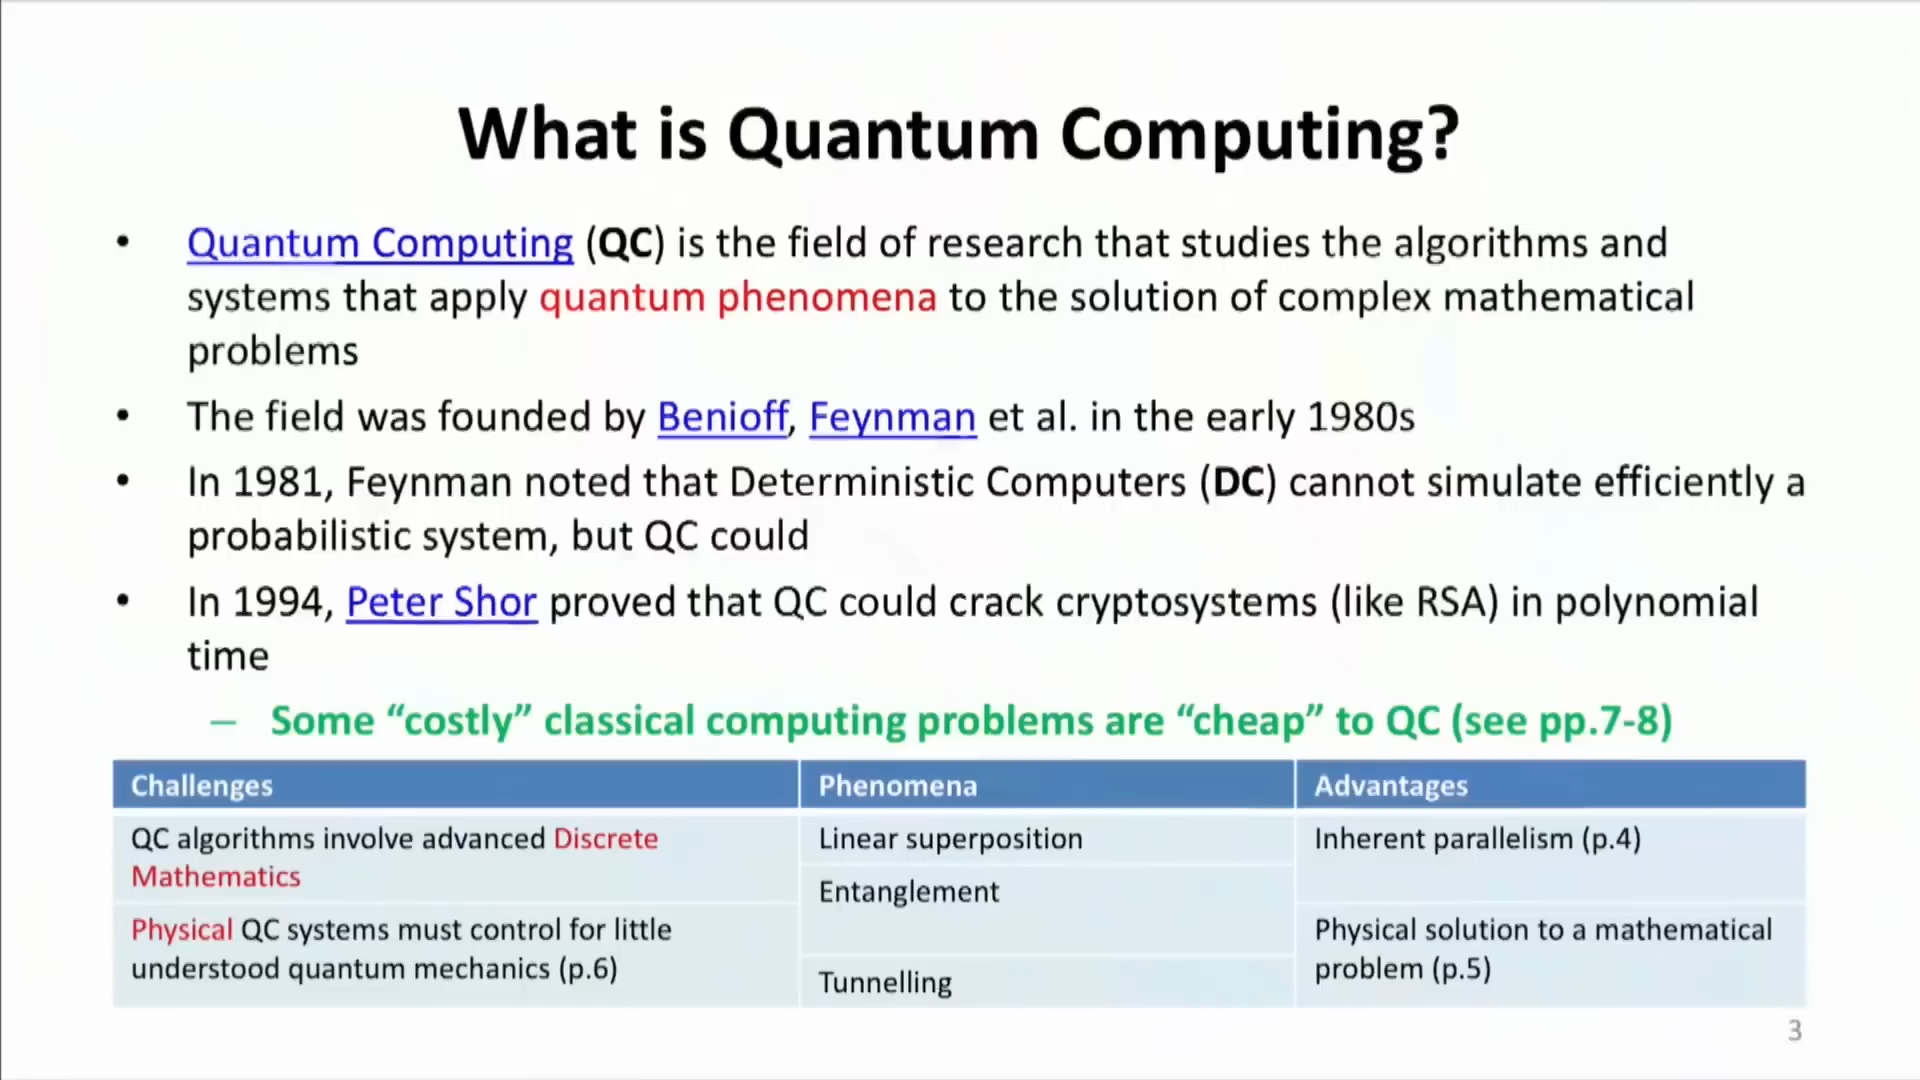 What is Quantum Computing?
• Quantum Computing (QC) is the field of research that studies the algorithms and
systems that apply quantum phenomena to the solution of complex mathematical
problems
• The field was founded by Benioff, Feynman et al. in the early 1980s
• In 1981, Feynman noted that Deterministic Computers (DC) cannot simulate efficiently a
probabilistic system, but QC could
• In 1994, Peter Shor proved that QC could crack cryptosystems (like RSA) in polynomial
time
– Some “costly” classical computing problems are “cheap” to QC (see pp.7-8)
Challenges
Phenomena
Advantages
QC algorithms involve advanced Discrete
Mathematics
Physical QC systems must control for little
understood quantum mechanics (p.6)
Linear superposition
Entanglement
Tunnelling
Inherent parallelism (p.4)
Physical solution to a mathematical
problem (p.5)
3